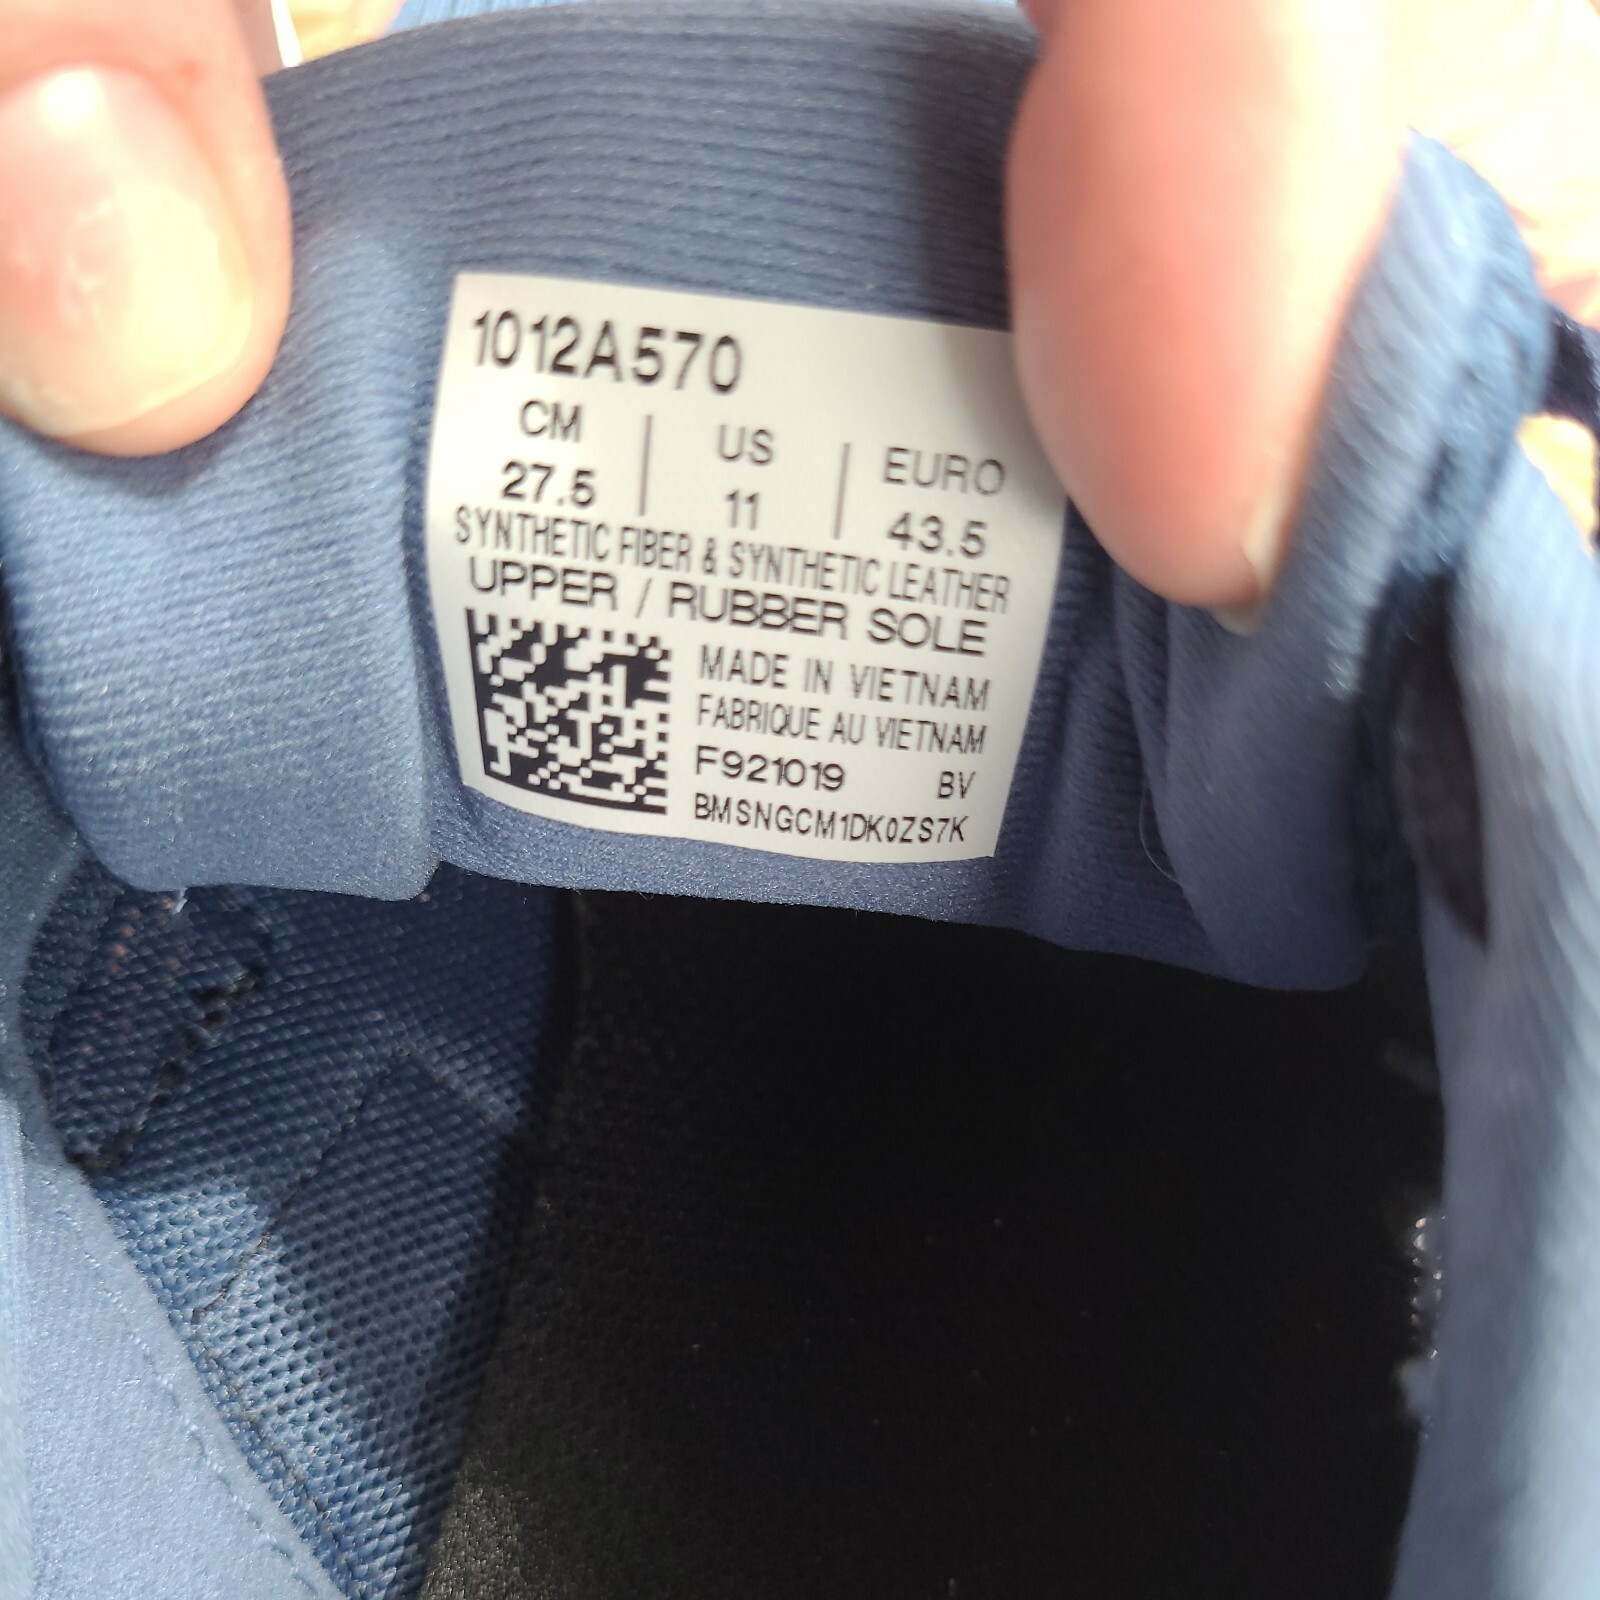 1012A570
CM | US | EURO
27.5 | 11 | 43.5
SYNTHETIC FIBER & SYNTHETIC LEATHER
UPPER / RUBBER SOLE
MADE IN VIETNAM
FABRIQUE AU VIETNAM
F921019 BV
BMSNGCM1DK0ZS7K